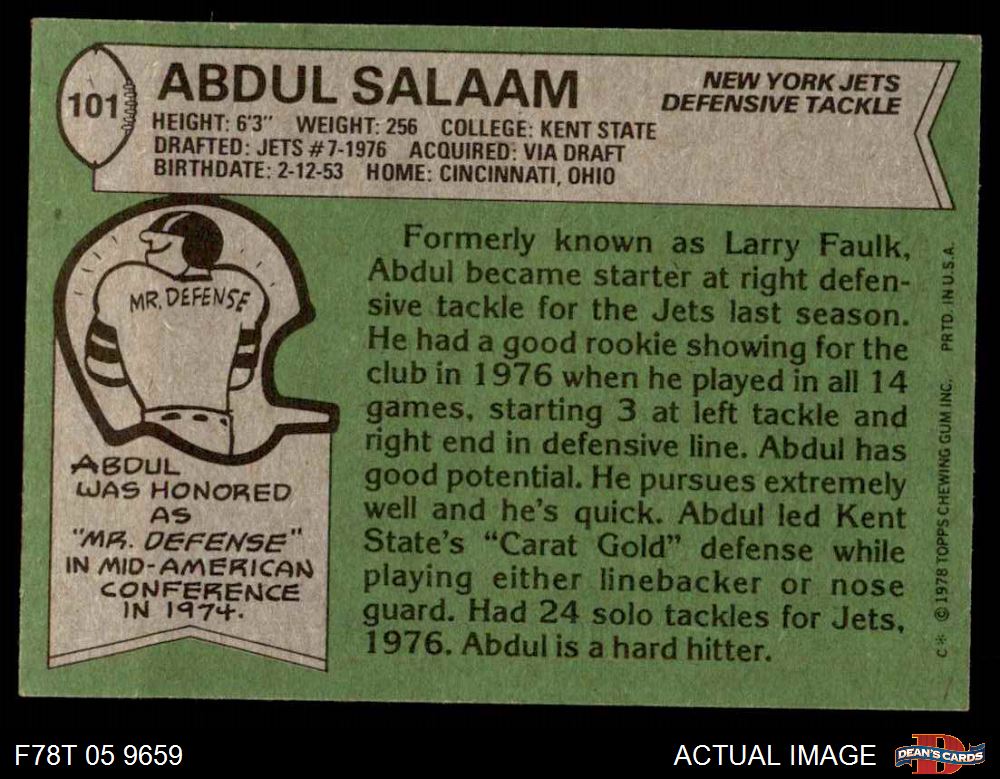 101
ABDUL SALAAM
NEW YORK JETS
DEFENSIVE TACKLE
HEIGHT: 6'3" WEIGHT: 256 COLLEGE: KENT STATE
DRAFTED: JETS #7-1976 ACQUIRED: VIA DRAFT
BIRTHDATE: 2-12-53 HOME: CINCINNATI, OHIO
MR. DEFENSE
ABDUL
WAS HONORED
AS
"MR. DEFENSE"
IN MID-AMERICAN
CONFERENCE
IN 1974.
Formerly known as Larry Faulk,
Abdul became starter at right defen-
sive tackle for the Jets last season.
He had a good rookie showing for the
club in 1976 when he played in all 14
games, starting 3 at left tackle and
right end in defensive line. Abdul has
good potential. He pursues extremely
well and he's quick. Abdul led Kent
State's "Carat Gold" defense while
playing either linebacker or nose
guard. Had 24 solo tackles for Jets,
1976. Abdul is a hard hitter.
C** © 1978 TOPPS CHEWING GUM INC. PRTD. IN U.S.A.
F78T 05 9659
ACTUAL IMAGE
DEAN'S CARDS